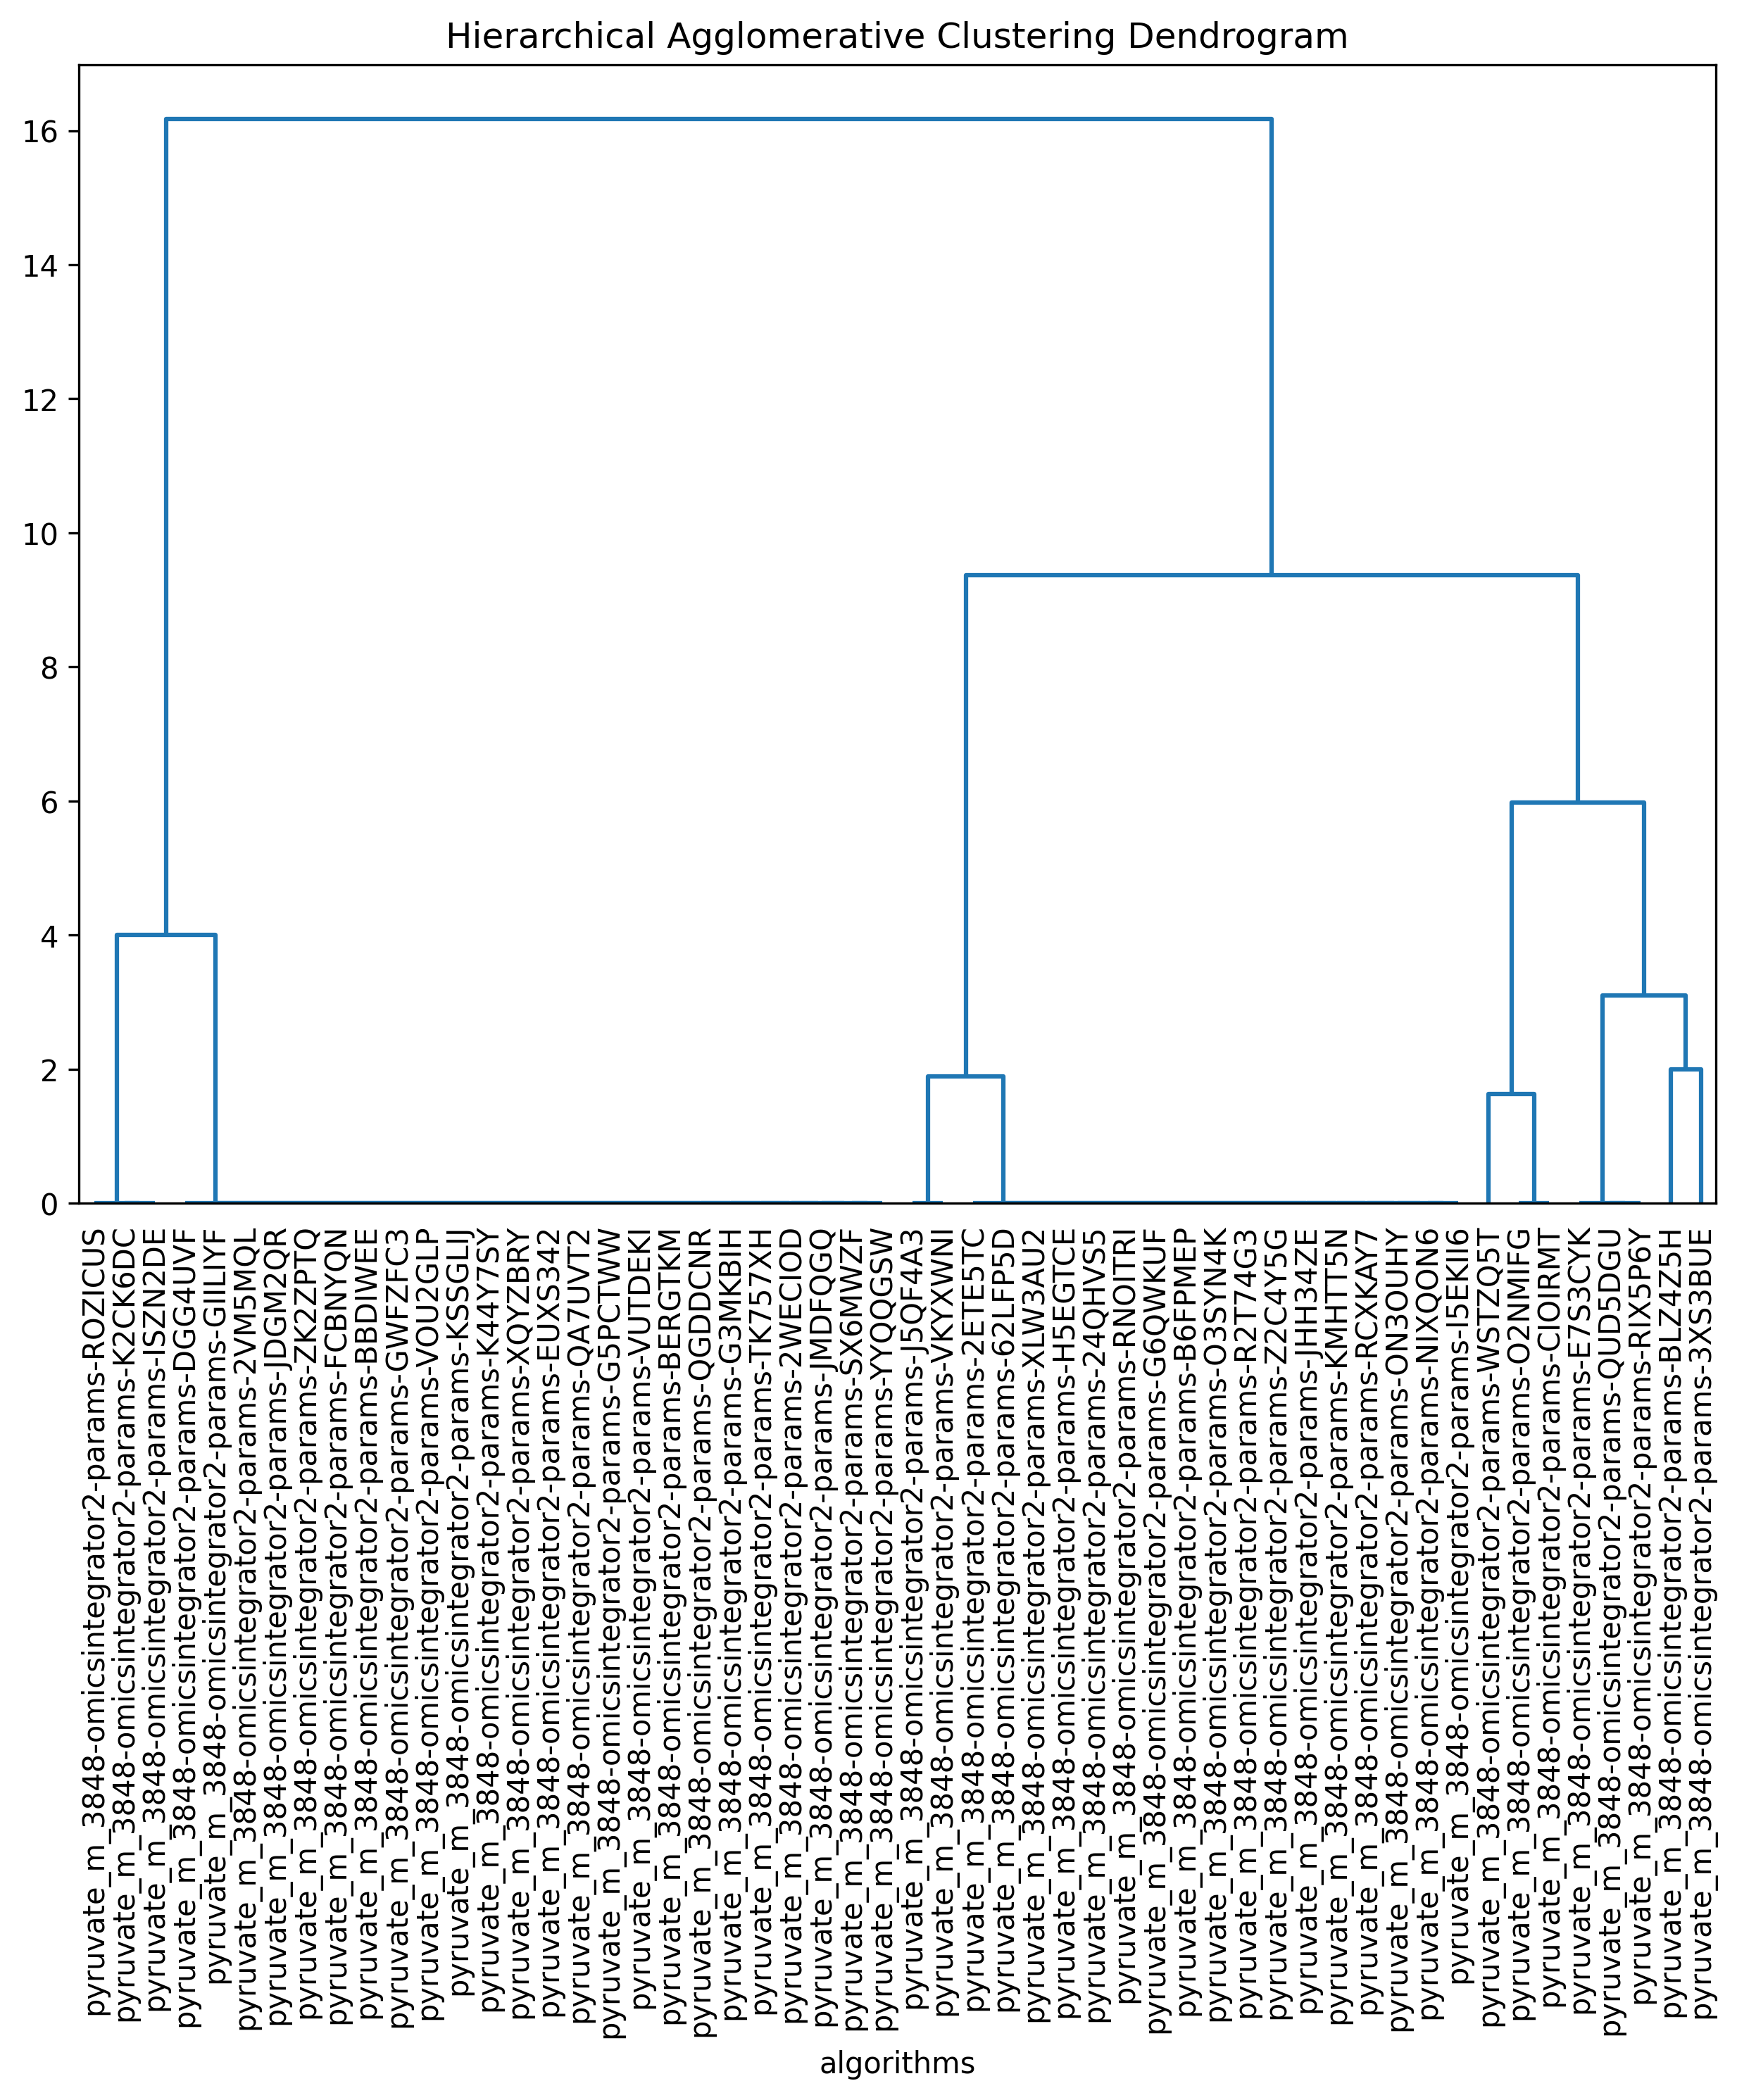 Hierarchical Agglomerative Clustering Dendrogram
16
14
12
10
8
6
4
2
0
pyruvate_m_3848-omicsintegrator2-params-ROZICUS
pyruvate_m_3848-omicsintegrator2-params-K2CK6DC
pyruvate_m_3848-omicsintegrator2-params-ISZN2DE
pyruvate_m_3848-omicsintegrator2-params-DGG4UVF
pyruvate_m_3848-omicsintegrator2-params-GIILIYF
pyruvate_m_3848-omicsintegrator2-params-2VM5MQL
pyruvate_m_3848-omicsintegrator2-params-JDGM2QR
pyruvate_m_3848-omicsintegrator2-params-ZK2ZPTQ
pyruvate_m_3848-omicsintegrator2-params-FCBNYQN
pyruvate_m_3848-omicsintegrator2-params-BBDIWEE
pyruvate_m_3848-omicsintegrator2-params-GWFZFC3
pyruvate_m_3848-omicsintegrator2-params-VOU2GLP
pyruvate_m_3848-omicsintegrator2-params-KSSGLIJ
pyruvate_m_3848-omicsintegrator2-params-K44Y7SY
pyruvate_m_3848-omicsintegrator2-params-XQYZBRY
pyruvate_m_3848-omicsintegrator2-params-EUXS342
pyruvate_m_3848-omicsintegrator2-params-QA7UVT2
pyruvate_m_3848-omicsintegrator2-params-G5PCTWW
pyruvate_m_3848-omicsintegrator2-params-VUTDEKI
pyruvate_m_3848-omicsintegrator2-params-BERGTKM
pyruvate_m_3848-omicsintegrator2-params-QGDDCNR
pyruvate_m_3848-omicsintegrator2-params-G3MKBIH
pyruvate_m_3848-omicsintegrator2-params-TK757XH
pyruvate_m_3848-omicsintegrator2-params-2WECIOD
pyruvate_m_3848-omicsintegrator2-params-JMDFQGQ
pyruvate_m_3848-omicsintegrator2-params-SX6MWZF
pyruvate_m_3848-omicsintegrator2-params-YYQQGSW
pyruvate_m_3848-omicsintegrator2-params-J5QF4A3
pyruvate_m_3848-omicsintegrator2-params-VKYXWNI
pyruvate_m_3848-omicsintegrator2-params-2ETE5TC
pyruvate_m_3848-omicsintegrator2-params-62LFP5D
pyruvate_m_3848-omicsintegrator2-params-XLW3AU2
pyruvate_m_3848-omicsintegrator2-params-H5EGTCE
pyruvate_m_3848-omicsintegrator2-params-24QHVS5
pyruvate_m_3848-omicsintegrator2-params-RNOITRI
pyruvate_m_3848-omicsintegrator2-params-G6QWKUF
pyruvate_m_3848-omicsintegrator2-params-B6FPMEP
pyruvate_m_3848-omicsintegrator2-params-O3SYN4K
pyruvate_m_3848-omicsintegrator2-params-R2T74G3
pyruvate_m_3848-omicsintegrator2-params-Z2C4Y5G
pyruvate_m_3848-omicsintegrator2-params-JHH34ZE
pyruvate_m_3848-omicsintegrator2-params-KMHTT5N
pyruvate_m_3848-omicsintegrator2-params-RCXKAY7
pyruvate_m_3848-omicsintegrator2-params-ON3OUHY
pyruvate_m_3848-omicsintegrator2-params-NIXQON6
pyruvate_m_3848-omicsintegrator2-params-I5EKII6
pyruvate_m_3848-omicsintegrator2-params-WSTZQ5T
pyruvate_m_3848-omicsintegrator2-params-O2NMIFG
pyruvate_m_3848-omicsintegrator2-params-CIOIRMT
pyruvate_m_3848-omicsintegrator2-params-E7S3CYK
pyruvate_m_3848-omicsintegrator2-params-QUD5DGU
pyruvate_m_3848-omicsintegrator2-params-RIX5P6Y
pyruvate_m_3848-omicsintegrator2-params-BLZ4Z5H
pyruvate_m_3848-omicsintegrator2-params-3XS3BUE
algorithms